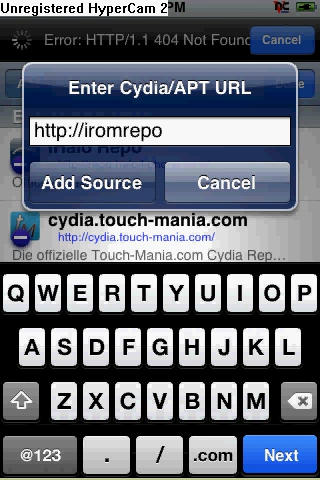 Unregistered HyperCam 2
PM
Error: HTTP/1.1 404 Not Found
Cancel
Enter Cydia/APT URL
http://iromrepo
Add Source
Cancel
cydia.touch-mania.com
http://cydia.touch-mania.com/
Die offizielle Touch-Mania.com Cydia Rep…
Q W E R T Y U I O P
A S D F G H J K L
Z X C V B N M
@123 . / .com Next